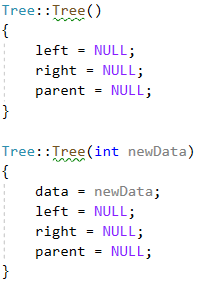 Tree::Tree()
{
    left = NULL;
    right = NULL;
    parent = NULL;
}

Tree::Tree(int newData)
{
    data = newData;
    left = NULL;
    right = NULL;
    parent = NULL;
}